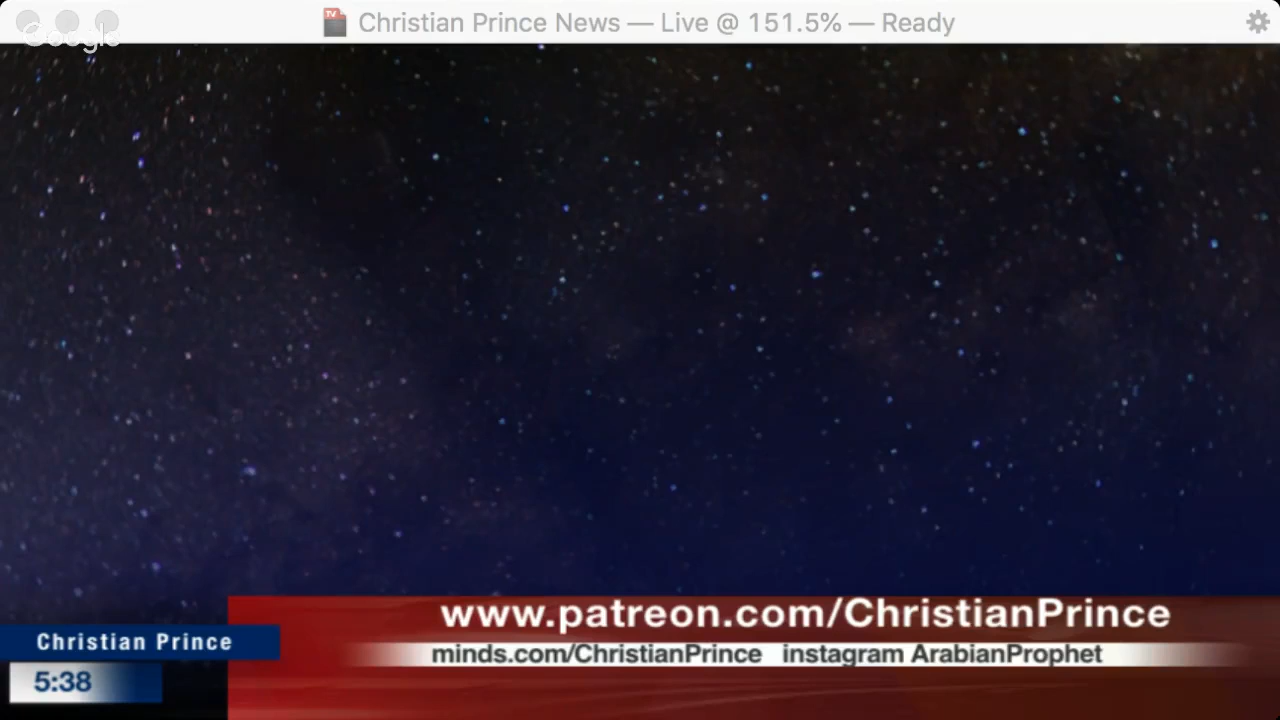 Christian Prince News — Live @ 151.5% — Ready
Google
www.patreon.com/ChristianPrince
Christian Prince
minds.com/ChristianPrince instagram ArabianProphet
5:38